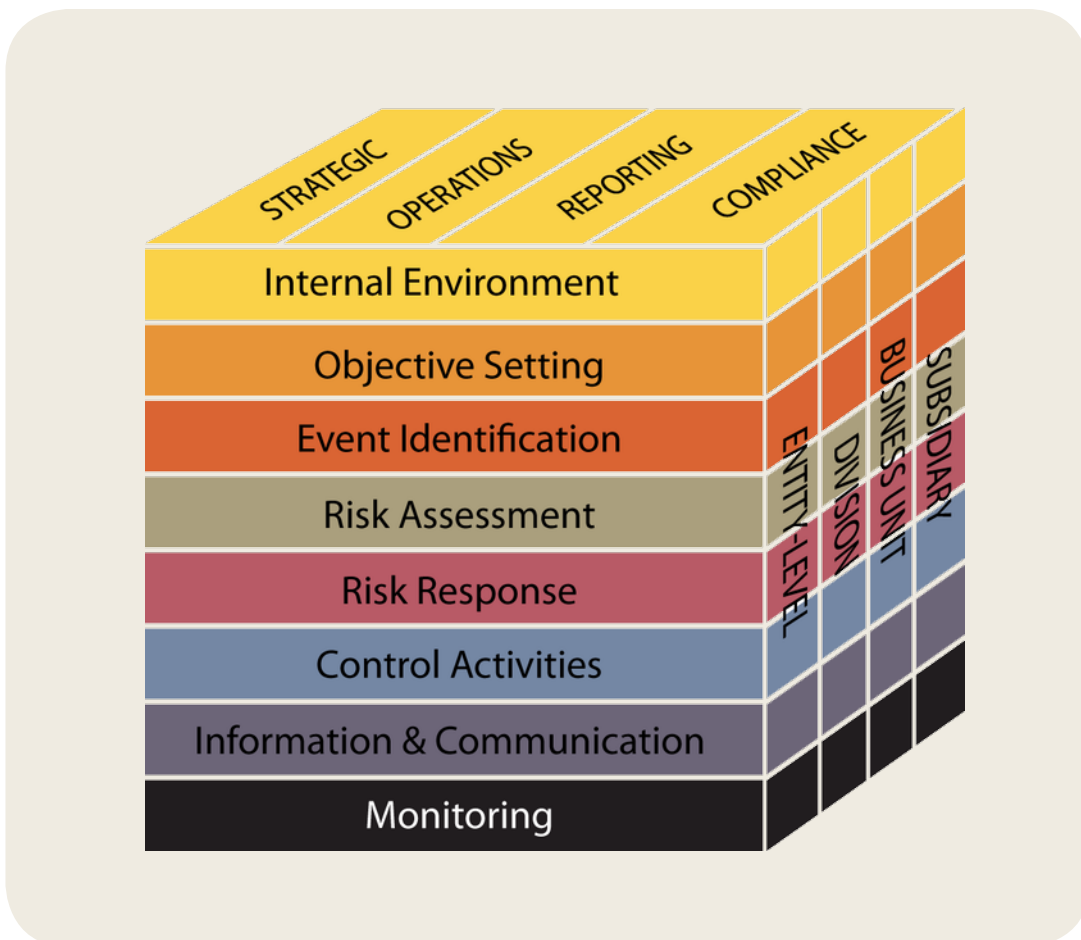 STRATEGIC
OPERATIONS
REPORTING
COMPLIANCE
Internal Environment
Objective Setting
Event Identification
Risk Assessment
Risk Response
Control Activities
Information & Communication
Monitoring
ENTITY-LEVEL
DIVISION
BUSINESS UNIT
SUBSIDIARY